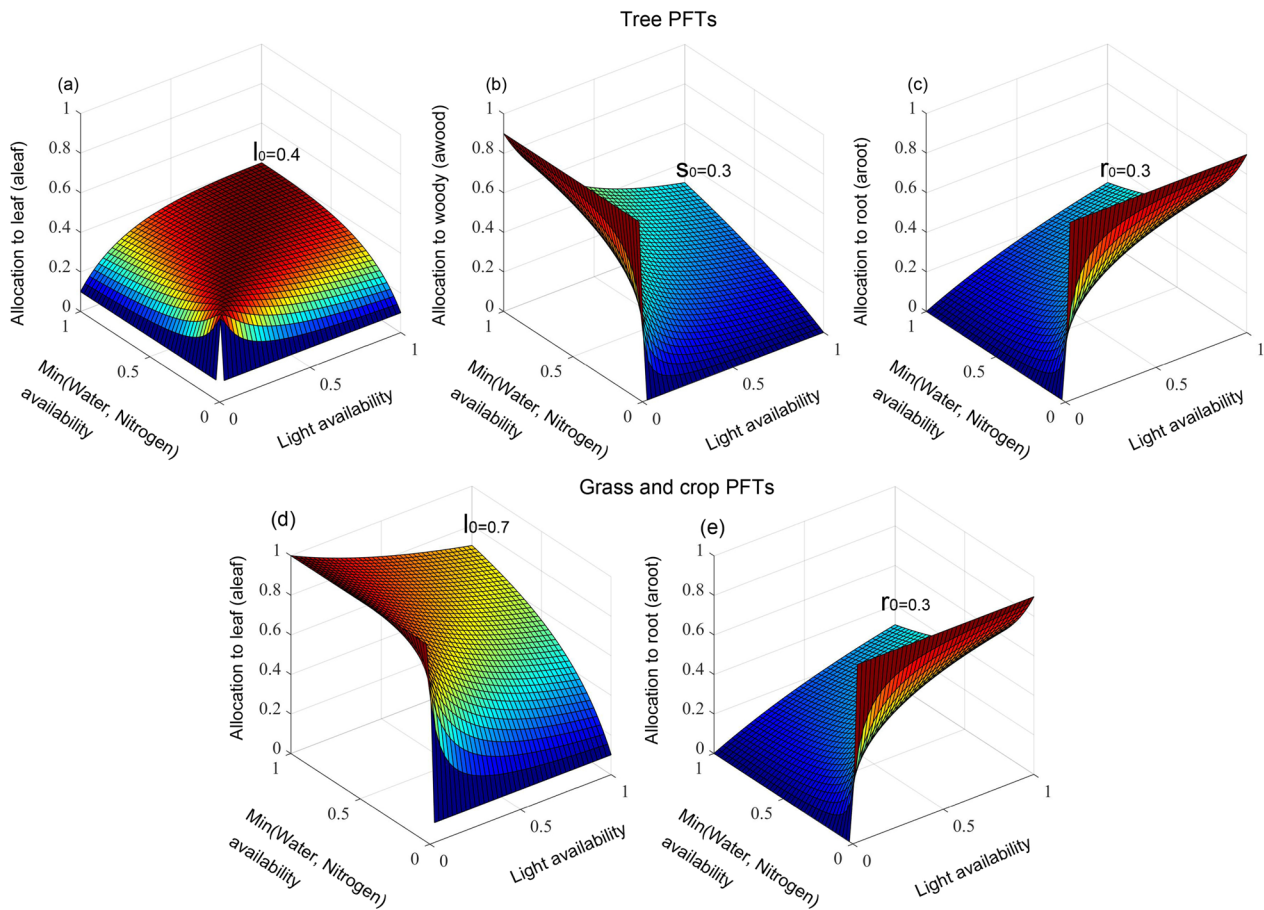 Tree PFTs
(a)
l₀=0.4
Allocation to leaf (aleaf)
1
0.8
0.6
0.4
0.2
0
1
0.5
0
0
0.5
1
Min(Water, Nitrogen)
availability
Light availability
(b)
s₀=0.3
Allocation to woody (awood)
1
0.8
0.6
0.4
0.2
0
1
0.5
0
0
0.5
1
Min(Water, Nitrogen)
availability
Light availability
(c)
r₀=0.3
Allocation to root (aroot)
1
0.8
0.6
0.4
0.2
0
1
0.5
0
0
0.5
1
Min(Water, Nitrogen)
availability
Light availability
Grass and crop PFTs
(d)
l₀=0.7
Allocation to leaf (aleaf)
1
0.8
0.6
0.4
0.2
0
1
0.5
0
0
0.5
1
Min(Water, Nitrogen)
availability
Light availability
(e)
r₀=0.3
Allocation to root (aroot)
1
0.8
0.6
0.4
0.2
0
1
0.5
0
0
0.5
1
Min(Water, Nitrogen)
availability
Light availability